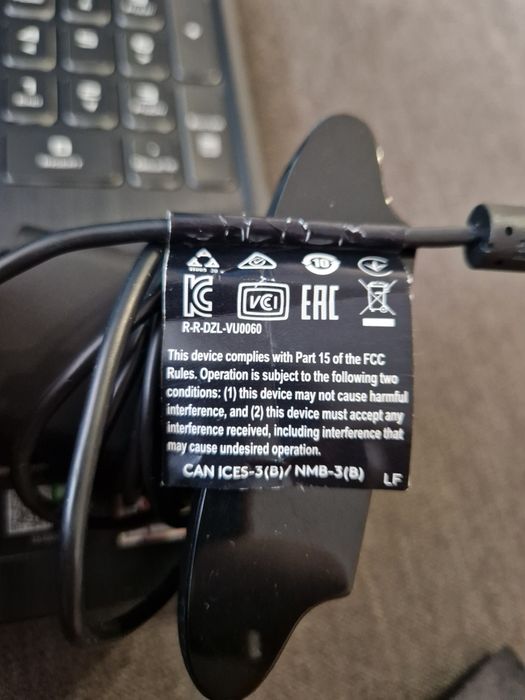 10
KC VCI EAC
R-R-DZL-VU0060
This device complies with Part 15 of the FCC
Rules. Operation is subject to the following two
conditions: (1) this device may not cause harmful
interference, and (2) this device must accept any
interference received, including interference that
may cause undesired operation.
CAN ICES-3(B)/ NMB-3(B)
LF